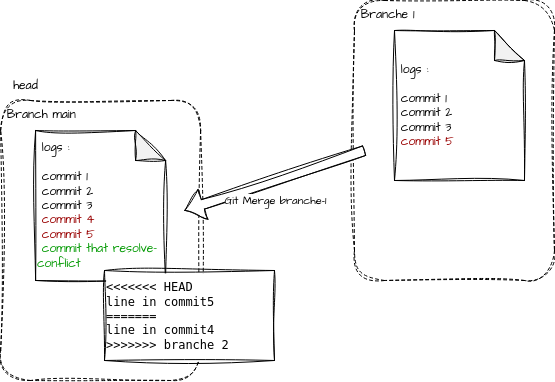 Branche 1
logs :
commit 1
commit 2
commit 3
commit 5
head
Branch main
logs :
commit 1
commit 2
commit 3
commit 4
commit 5
commit that resolve-
conflict
Git Merge branche-1
<<<<<<< HEAD
line in commit5
=======
line in commit4
>>>>>>> branche 2